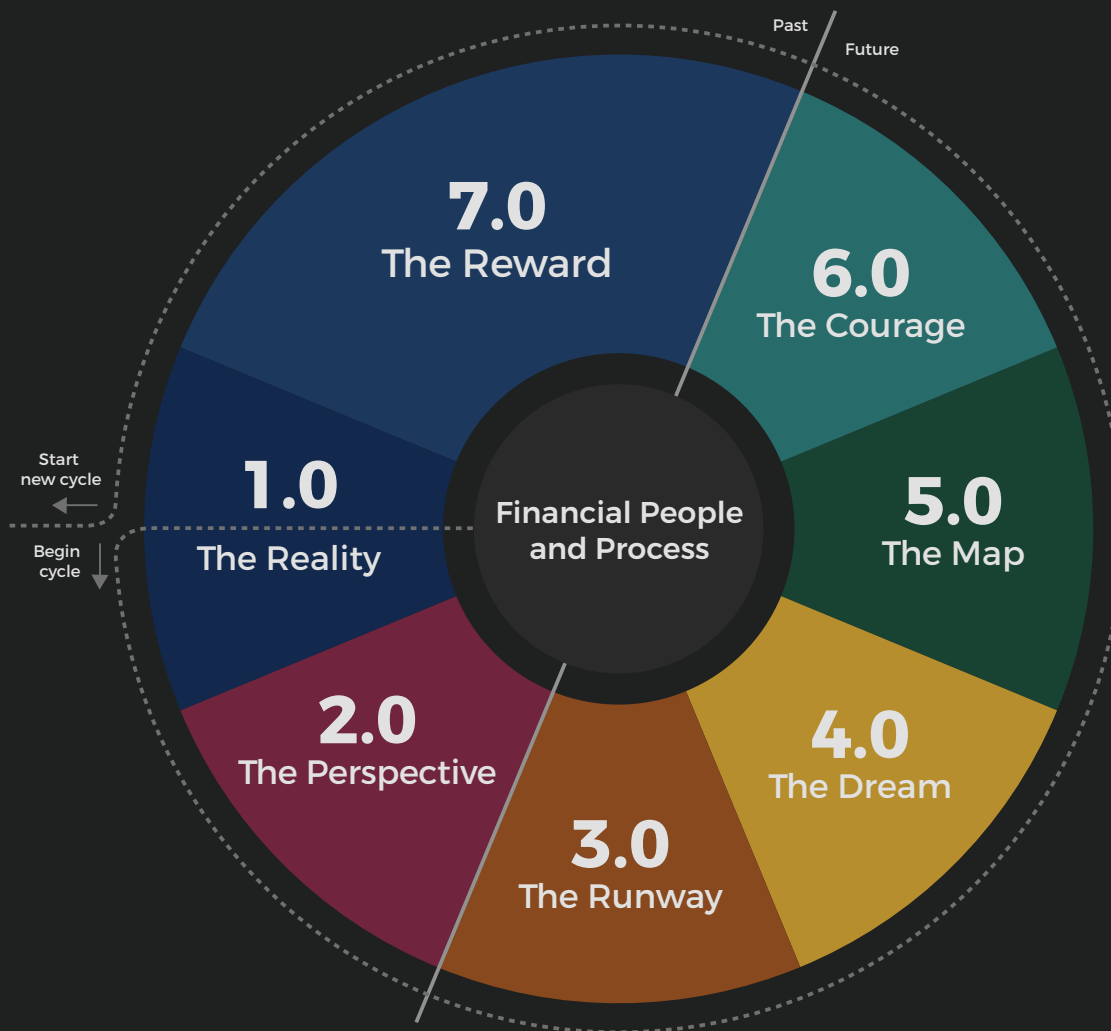 Past
Future
7.0
The Reward
6.0
The Courage
Start
new cycle
1.0
The Reality
Begin
cycle
Financial People
and Process
5.0
The Map
2.0
The Perspective
4.0
The Dream
3.0
The Runway